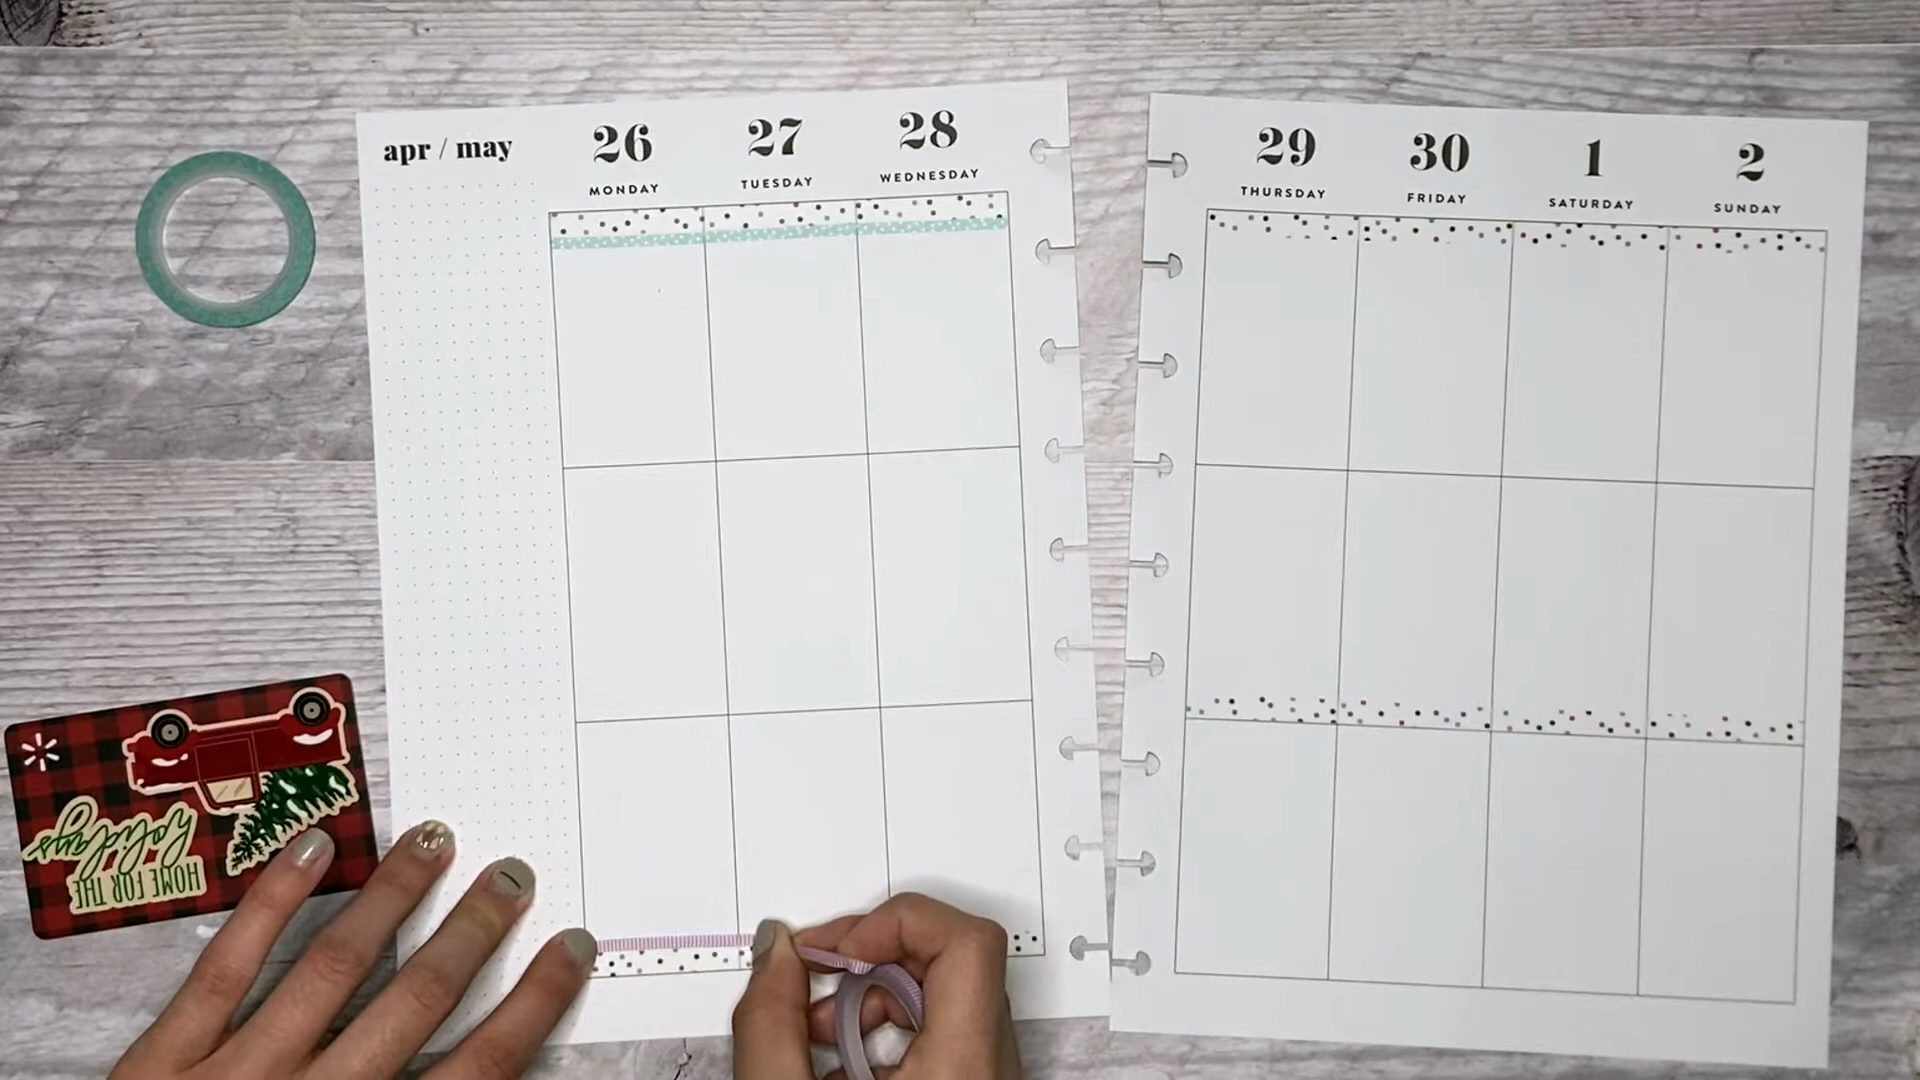 apr / may
26 27 28
MONDAY TUESDAY WEDNESDAY
29 30 1 2
THURSDAY FRIDAY SATURDAY SUNDAY
HOME FOR THE
holidays